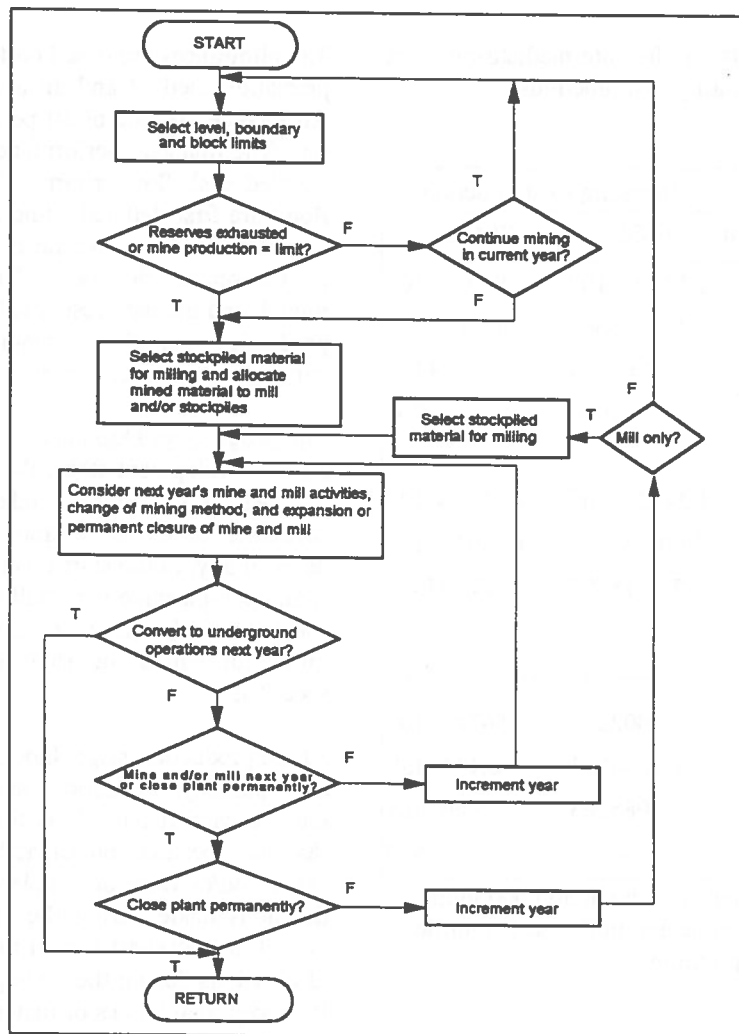 START
Select level, boundary
and block limits
T
Reserves exhausted
or mine production = limit?
F
Continue mining
in current year?
T
F
Select stockpiled material
for milling and allocate
mined material to mill
and/or stockpiles
F
Select stockpiled
material for milling
T
Mill only?
Consider next year's mine and mill activities,
change of mining method, and expansion or
permanent closure of mine and mill
T
Convert to underground
operations next year?
F
Mine and/or mill next year
or close plant permanently?
F
Increment year
T
Close plant permanently?
F
Increment year
T
RETURN